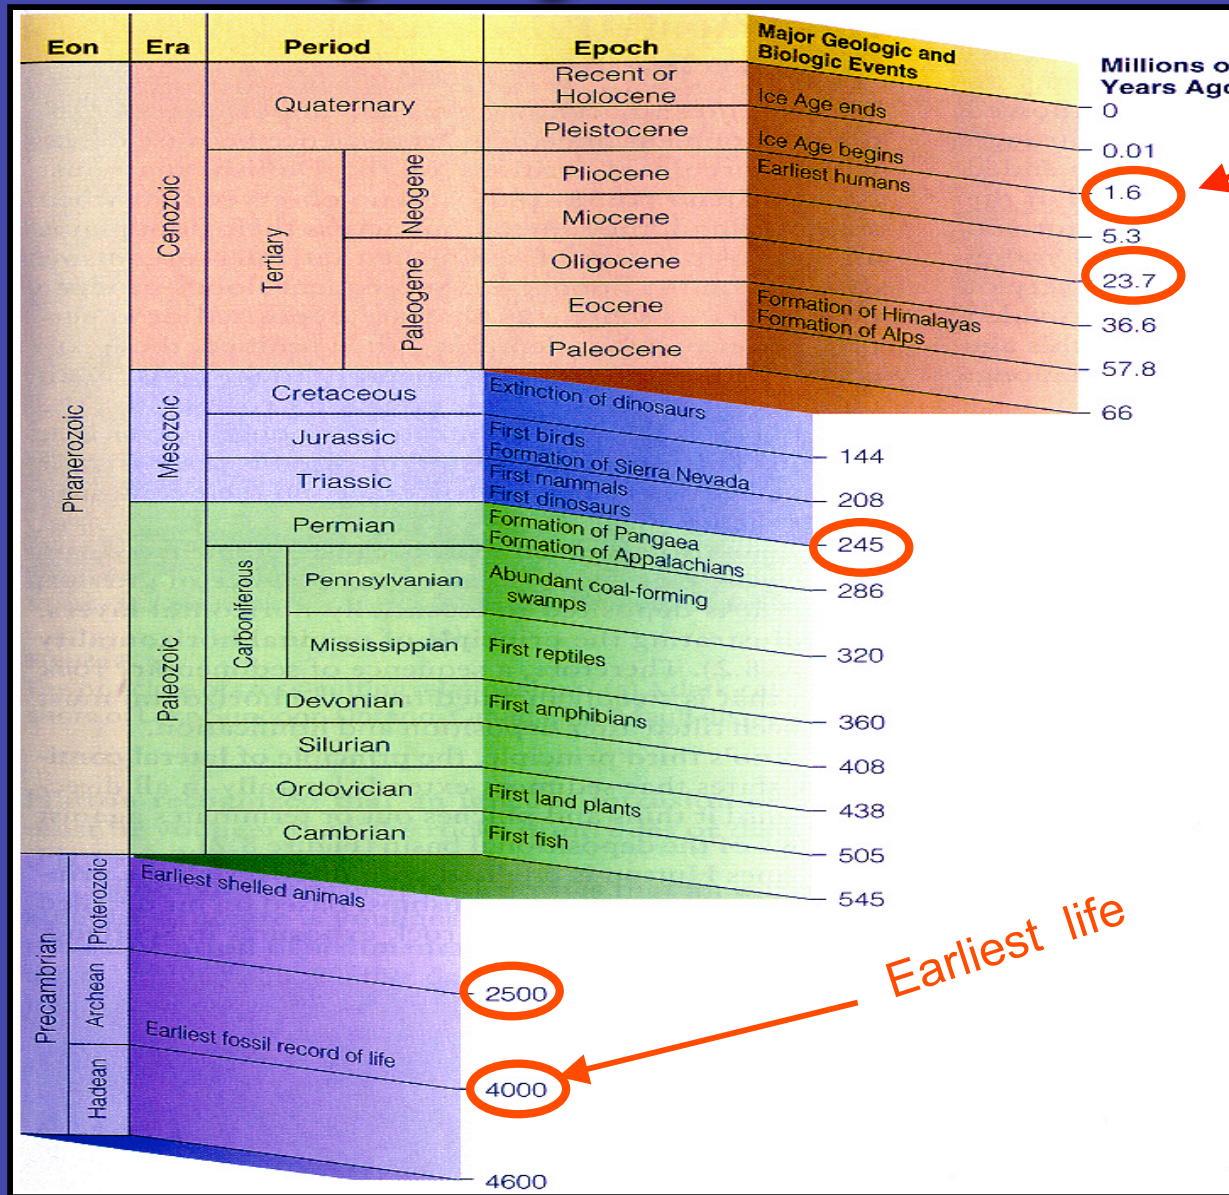 Eon Era Period Epoch Major Geologic and
Biologic Events
Millions o
Years Ago
Phanerozoic
Cenozoic
Quaternary
Recent or
Holocene
Ice Age ends
0
Pleistocene
Ice Age begins
0.01
Tertiary
Neogene
Pliocene
Earliest humans
1.6
Miocene
5.3
Paleogene
Oligocene
23.7
Eocene
Formation of Himalayas
Formation of Alps
36.6
Paleocene
57.8
66
Mesozoic
Cretaceous
Extinction of dinosaurs
Jurassic
First birds
Formation of Sierra Nevada
144
Triassic
First mammals
First dinosaurs
208
Paleozoic
Permian
Formation of Pangaea
Formation of Appalachians
245
Carboniferous
Pennsylvanian
Abundant coal-forming
swamps
286
Mississippian
First reptiles
320
Devonian
First amphibians
360
Silurian
408
Ordovician
First land plants
438
Cambrian
First fish
505
545
Precambrian
Proterozoic
Earliest shelled animals
Archean
2500
Earliest fossil record of life
Hadean
4000
4600
Earliest life